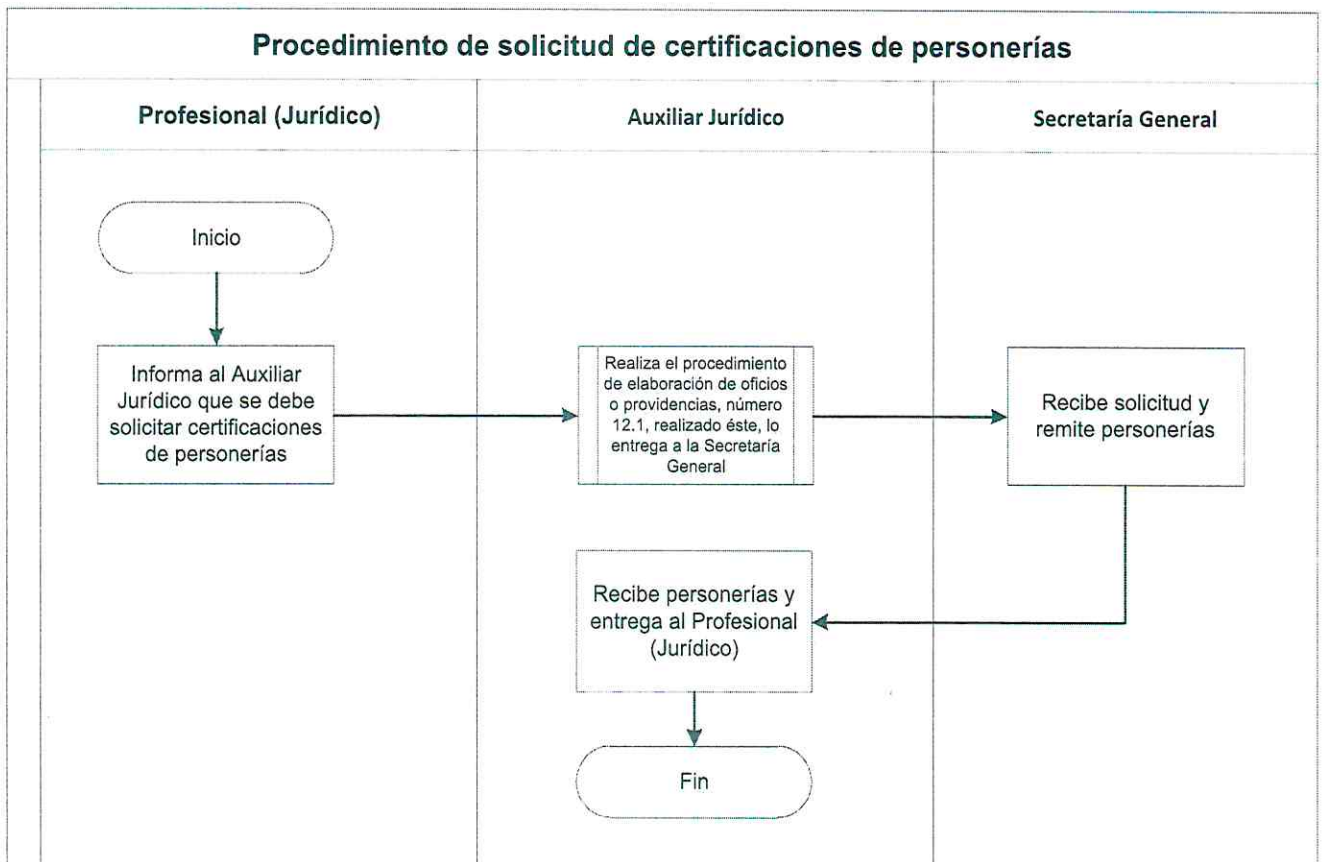 Procedimiento de solicitud de certificaciones de personerías
Profesional (Jurídico)
Auxiliar Jurídico
Secretaría General
Inicio
Informa al Auxiliar
Jurídico que se debe
solicitar certificaciones
de personerías
Realiza el procedimiento
de elaboración de oficios
o providencias, número
12.1, realizado éste, lo
entrega a la Secretaría
General
Recibe solicitud y
remite personerías
Recibe personerías y
entrega al Profesional
(Jurídico)
Fin